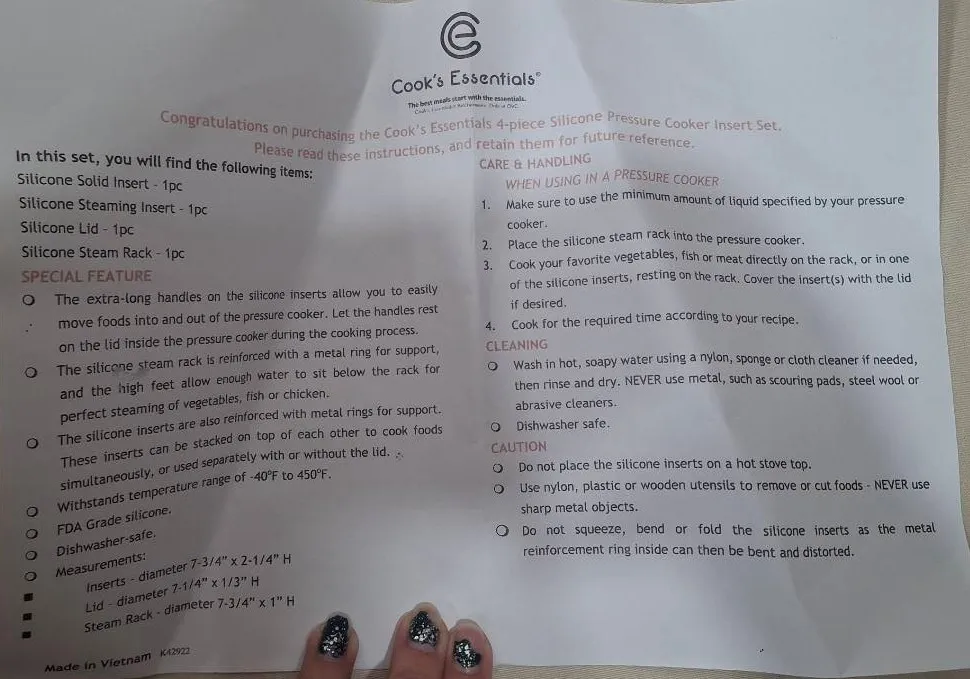 Cook's Essentials®
The best meals start with the essentials.
Congratulations on purchasing the Cook's Essentials 4-piece Silicone Pressure Cooker Insert Set.
Please read these instructions, and retain them for future reference.
In this set, you will find the following items:
Silicone Solid Insert - 1pc
Silicone Steaming Insert - 1pc
Silicone Lid - 1pc
Silicone Steam Rack - 1pc
SPECIAL FEATURE
The extra-long handles on the silicone inserts allow you to easily
move foods into and out of the pressure cooker. Let the handles rest
on the lid inside the pressure cooker during the cooking process.
The silicone steam rack is reinforced with a metal ring for support,
and the high feet allow enough water to sit below the rack for
perfect steaming of vegetables, fish or chicken.
The silicone inserts are also reinforced with metal rings for support.
These inserts can be stacked on top of each other to cook foods
simultaneously, or used separately with or without the lid.
Withstands temperature range of -40°F to 450°F.
FDA Grade silicone.
Dishwasher-safe.
Measurements:
Inserts - diameter 7-3/4" x 2-1/4" H
Lid - diameter 7-1/4" x 1/3" H
Steam Rack - diameter 7-3/4" x 1" H
Made in Vietnam K42922
CARE & HANDLING
WHEN USING IN A PRESSURE COOKER
1. Make sure to use the minimum amount of liquid specified by your pressure
cooker.
2. Place the silicone steam rack into the pressure cooker.
3. Cook your favorite vegetables, fish or meat directly on the rack, or in one
of the silicone inserts, resting on the rack. Cover the insert(s) with the lid
if desired.
4. Cook for the required time according to your recipe.
CLEANING
Wash in hot, soapy water using a nylon, sponge or cloth cleaner if needed,
then rinse and dry. NEVER use metal, such as scouring pads, steel wool or
abrasive cleaners.
Dishwasher safe.
CAUTION
Do not place the silicone inserts on a hot stove top.
Use nylon, plastic or wooden utensils to remove or cut foods - NEVER use
sharp metal objects.
Do not squeeze, bend or fold the silicone inserts as the metal
reinforcement ring inside can then be bent and distorted.